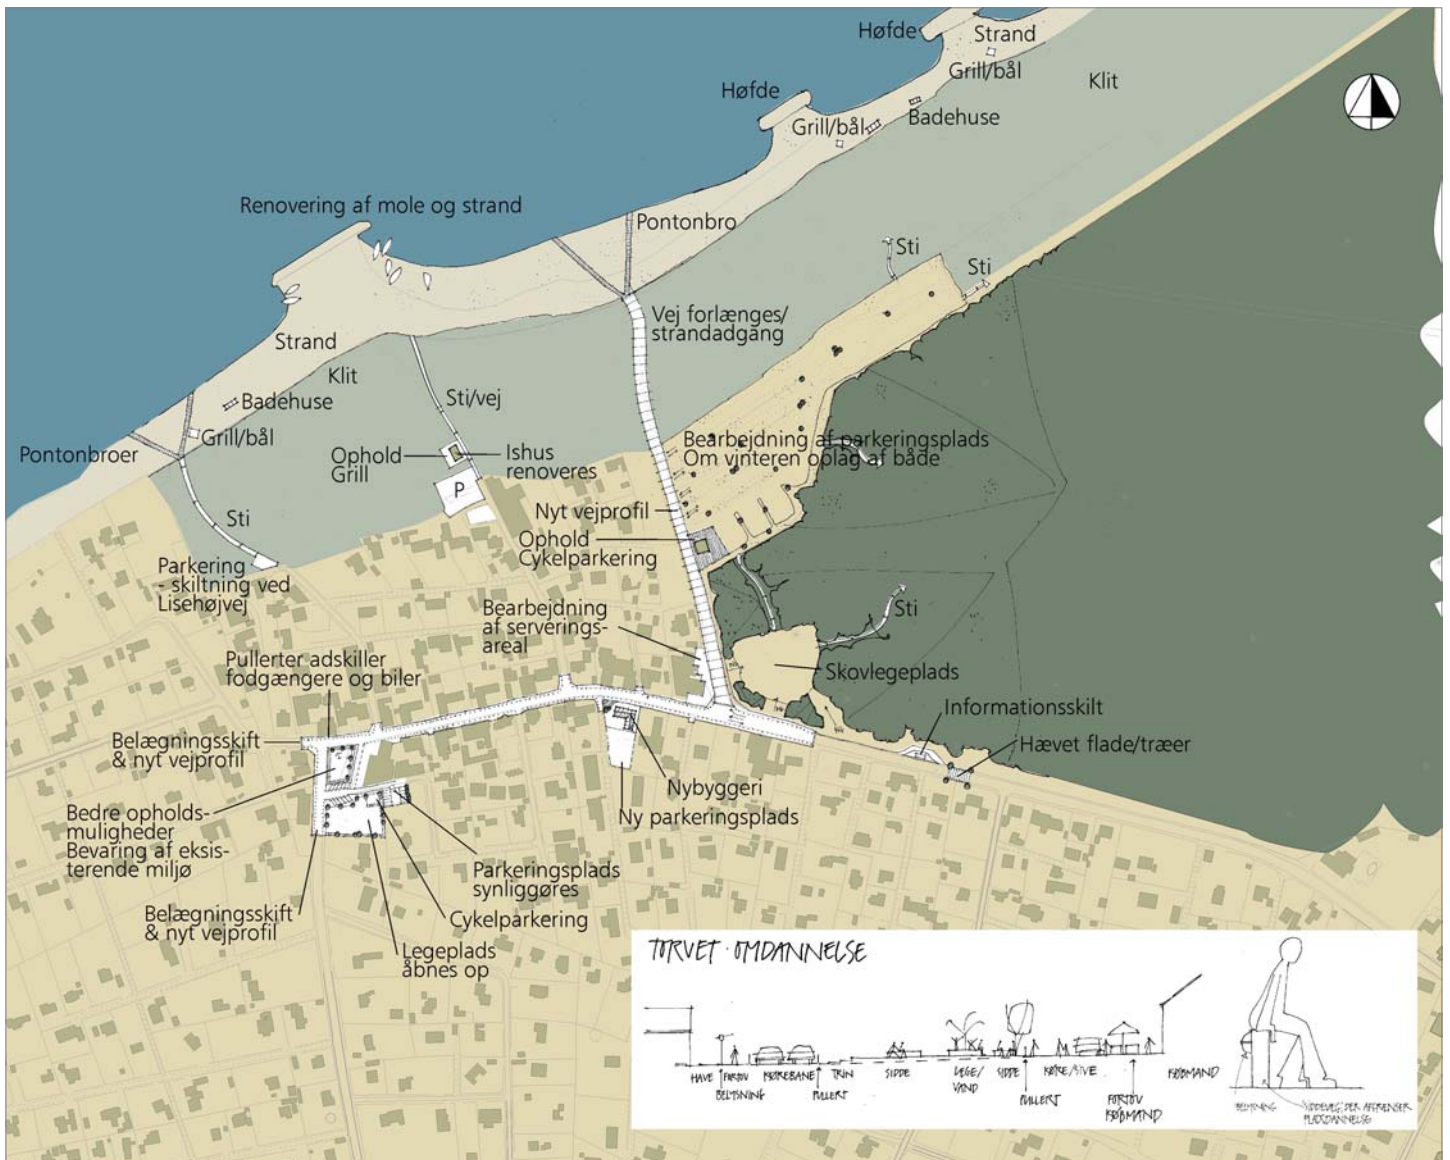 Høfde
Strand
Grill/bål
Klit
Høfde
Badehuse
Grill/bål
Renovering af mole og strand
Pontonbro
Sti
Sti
Vej forlænges/
strandadgang
Strand
Klit
Badehuse
Sti/vej
Grill/bål
Pontonbroer
Ophold
Grill
Ishus
renoveres
Bearbejdning af parkeringsplads
Om vinteren oplag af både
P
Sti
Nyt vejprofil
Ophold
Cykelparkering
Parkering
- skiltning ved
Lisehøjvej
Bearbejdning
af serverings-
areal
Sti
Pullerter adskiller
fodgængere og biler
Skovlegeplads
Informationsskilt
Belægningsskift
& nyt vejprofil
Hævet flade/træer
Nybyggeri
Ny parkeringsplads
Bedre opholds-
muligheder
Bevaring af eksis-
terende miljø
Parkeringsplads
synliggøres
Belægningsskift
& nyt vejprofil
Cykelparkering
Legeplads
åbnes op
TORVET · OMDANNELSE
HAVE FORTOV KØREBANE TRIN SIDDE LEGE/ SIDDE KØRE/SIVE KØBMAND
BELYSNING PULLERT VAND PULLERT FORTOV
KØBMAND
BELYSNING SIDDEVÆG, DER AFGRÆNSER
PLADSDANNELSE